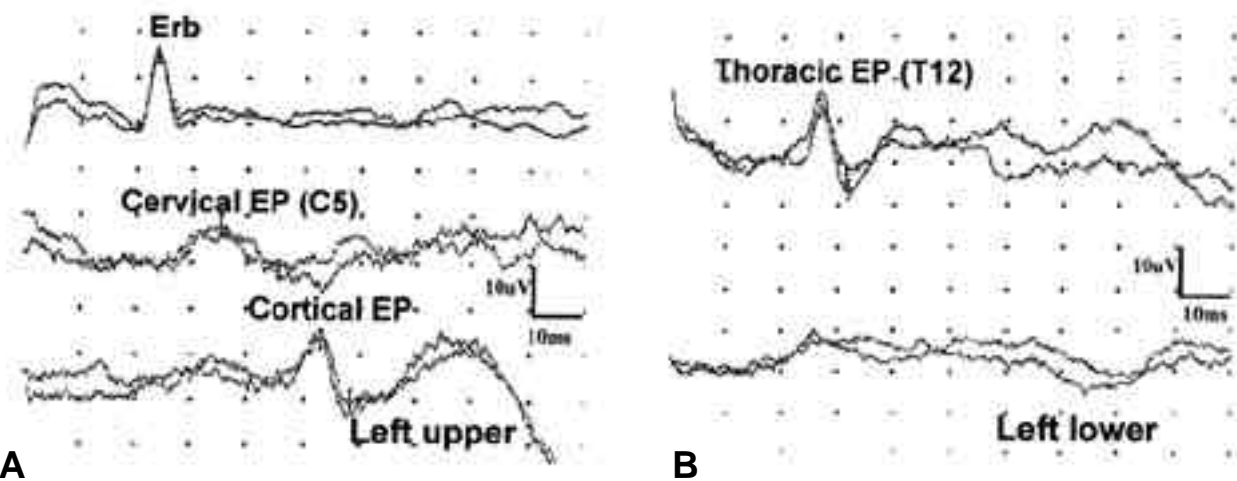 Erb
Cervical EP (C5)
10uV
10ms
Cortical EP
Left upper
A
Thoracic EP (T12)
10uV
10ms
Left lower
B